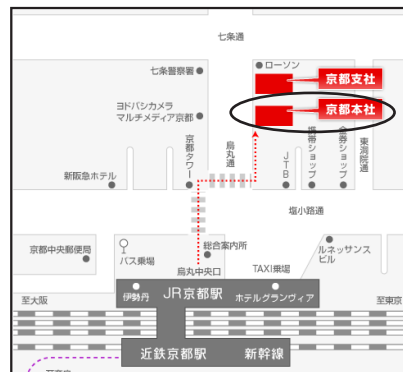 七条通
七条警察署
ローソン
京都支社
京都本社
ヨドバシカメラ
マルチメディア京都
京都タワー
烏丸通
JTB
携帯ショップ
金券ショップ
東洞院通
新阪急ホテル
塩小路通
京都中央郵便局
バス乗場
総合案内所
ルネッサンス
ビル
烏丸中央口
TAXI乗場
伊勢丹
JR京都駅
ホテルグランヴィア
至大阪
至東京
近鉄京都駅
新幹線